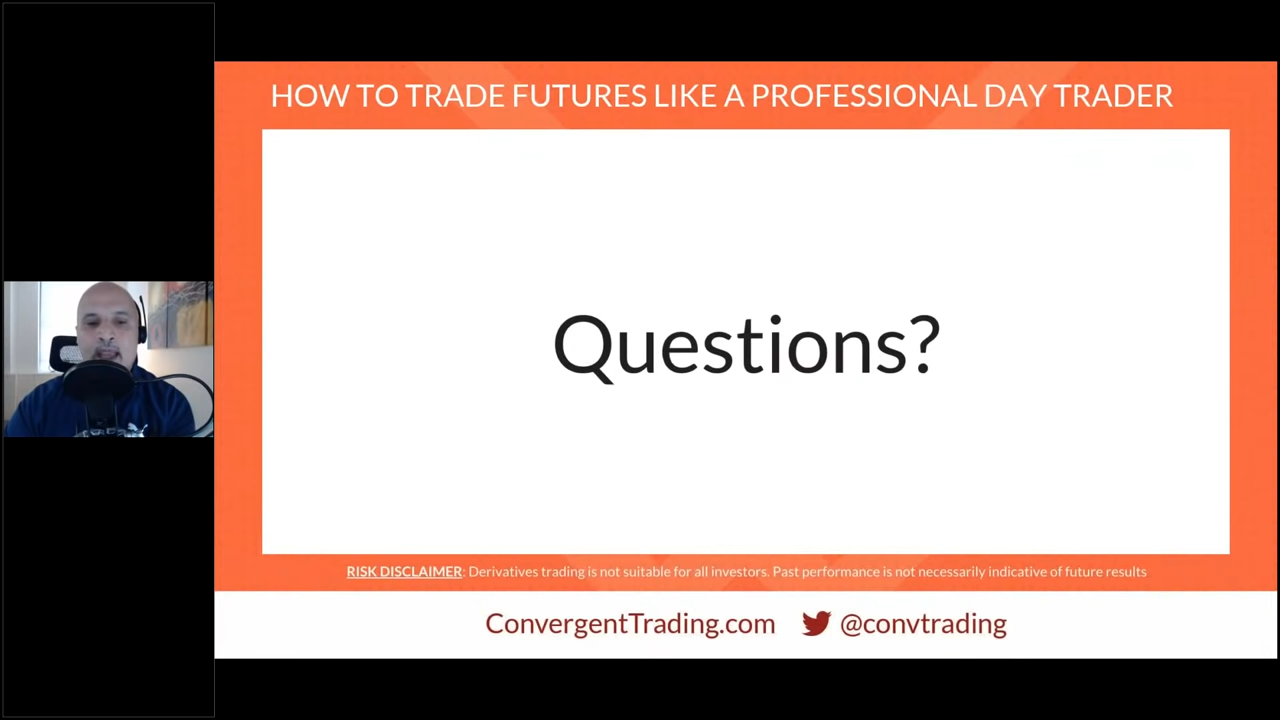 HOW TO TRADE FUTURES LIKE A PROFESSIONAL DAY TRADER
Questions?
RISK DISCLAIMER: Derivatives trading is not suitable for all investors. Past performance is not necessarily indicative of future results
ConvergentTrading.com @convtrading